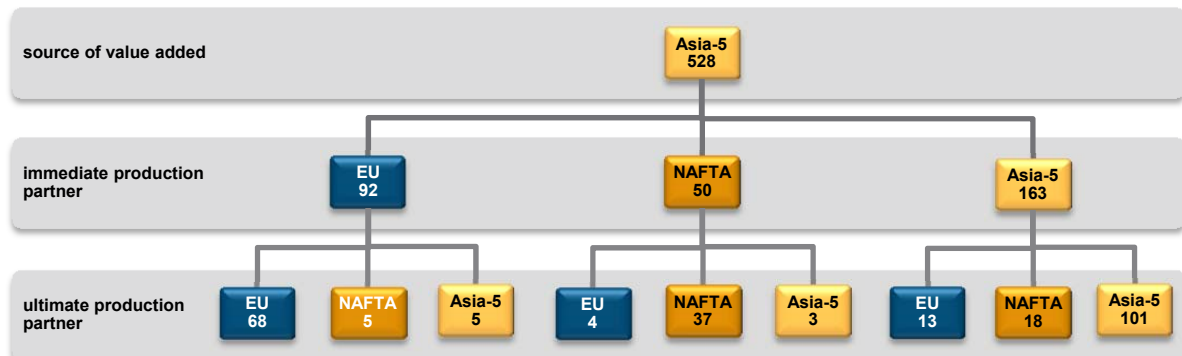 source of value added
Asia-5
528
immediate production
partner
EU
92
NAFTA
50
Asia-5
163
ultimate production
partner
EU
68
NAFTA
5
Asia-5
5
EU
4
NAFTA
37
Asia-5
3
EU
13
NAFTA
18
Asia-5
101